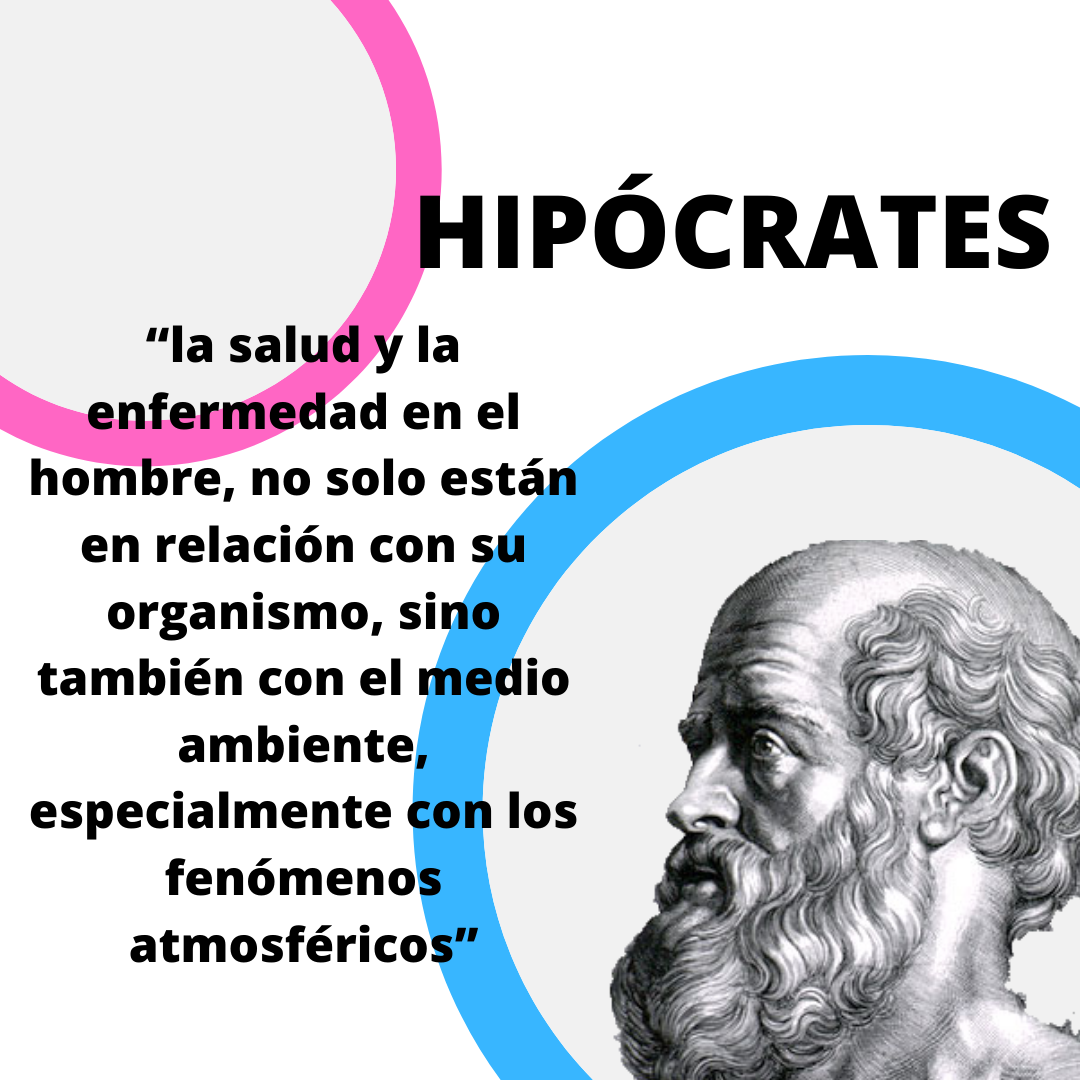 HIPÓCRATES
“la salud y la
enfermedad en el
hombre, no solo están
en relación con su
organismo, sino
también con el medio
ambiente,
especialmente con los
fenómenos
atmosféricos”